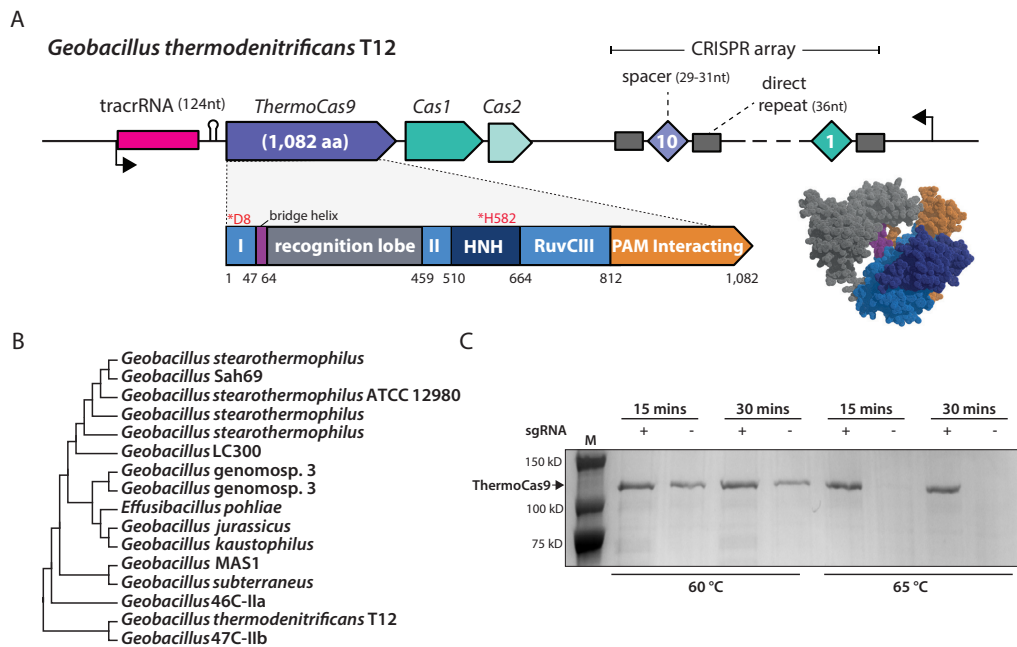 A
Geobacillus thermodenitrificans T12
CRISPR array
spacer (29-31nt)
direct
repeat (36nt)
tracrRNA (124nt)
ThermoCas9
Cas1
Cas2
(1,082 aa)
10
1
*D8
bridge helix
*H582
I
recognition lobe
II
HNH
RuvCIII
PAM Interacting
1
47
64
459
510
664
812
1,082
B
Geobacillus stearothermophilus
Geobacillus Sah69
Geobacillus stearothermophilus ATCC 12980
Geobacillus stearothermophilus
Geobacillus stearothermophilus
Geobacillus LC300
Geobacillus genomosp. 3
Geobacillus genomosp. 3
Effusibacillus pohliae
Geobacillus jurassicus
Geobacillus kaustophilus
Geobacillus MAS1
Geobacillus subterraneus
Geobacillus 46C-IIa
Geobacillus thermodenitrificans T12
Geobacillus 47C-IIb
C
15 mins 30 mins 15 mins 30 mins
sgRNA + - + - + - + -
M
150 kD
ThermoCas9
100 kD
75 kD
60 °C 65 °C